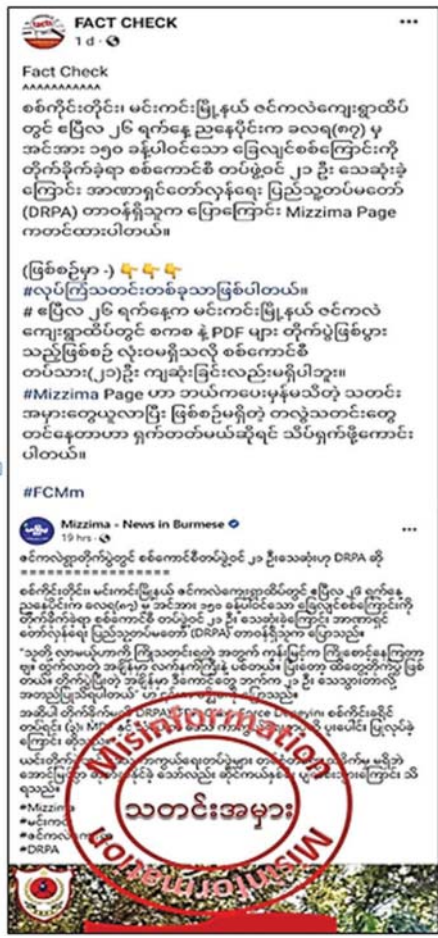 FACT CHECK
1 d
Fact Check
^^^^^^^^^^^
စစ်ကိုင်းတိုင်း၊ မင်းကင်းမြို့နယ် ဇင်ကလဲကျေးရွာထိပ်
တွင် ဧပြီလ ၂၆ ရက်နေ့ ညနေပိုင်းက ခလရ(၈၇) မှ
အင်အား ၁၅၀ ခန့်ပါဝင်သော ခြေလျင်စစ်ကြောင်းကို
တိုက်ခိုက်ခဲ့ရာ စစ်ကောင်စီ တပ်ဖွဲ့ဝင် ၂၁ ဦး သေဆုံးခဲ့
ကြောင်း အာဏာရှင်တော်လှန်ရေး ပြည်သူ့တပ်မတော်
(DRPA) တာဝန်ရှိသူက ပြောကြောင်း Mizzima Page
ကတင်ထားပါတယ်။
(ဖြစ်စဉ်မှာ -) 👇👇👇
#လုပ်ကြံသတင်းတစ်ခုသာဖြစ်ပါတယ်။
# ဧပြီလ ၂၆ ရက်နေ့က မင်းကင်းမြို့နယ် ဇင်ကလဲ
ကျေးရွာထိပ်တွင် စကစ နဲ့ PDF များ တိုက်ပွဲဖြစ်ပွား
သည့်ဖြစ်စဉ် လုံးဝမရှိသလို စစ်ကောင်စီ
တပ်သား(၂၁)ဦး ကျဆုံးခြင်းလည်းမရှိပါဘူး။
#Mizzima Page ဟာ ဘယ်ကပေးမှန်မသိတဲ့ သတင်း
အမှားတွေယူလာပြီး ဖြစ်စဉ်မရှိတဲ့ တလွဲသတင်းတွေ
တင်နေတာဟာ ရှက်တတ်မယ်ဆိုရင် သိပ်ရှက်ဖို့ကောင်း
ပါတယ်။
#FCMm
Mizzima - News in Burmese
19 hrs
ဇင်ကလဲရွာတိုက်ပွဲတွင် စစ်ကောင်စီတပ်ဖွဲ့ဝင် ၂၁ ဦးသေဆုံးဟု DRPA ဆို
====================
စစ်ကိုင်းတိုင်း၊ မင်းကင်းမြို့နယ် ဇင်ကလဲကျေးရွာထိပ်တွင် ဧပြီလ ၂၆ ရက်နေ့
ညနေပိုင်းက ခလရ(၈၇) မှ အင်အား ၁၅၀ ခန့်ပါဝင်သော ခြေလျင်စစ်ကြောင်းကို
တိုက်ခိုက်ခဲ့ရာ စစ်ကောင်စီ တပ်ဖွဲ့ဝင် ၂၁ ဦး သေဆုံးခဲ့ကြောင်း အာဏာရှင်
တော်လှန်ရေး ပြည်သူ့တပ်မတော် (DRPA) တာဝန်ရှိသူက ပြောသည်။
Misinformation
သတင်းအမှား
Misinformation
#Mizzima
#DRPA